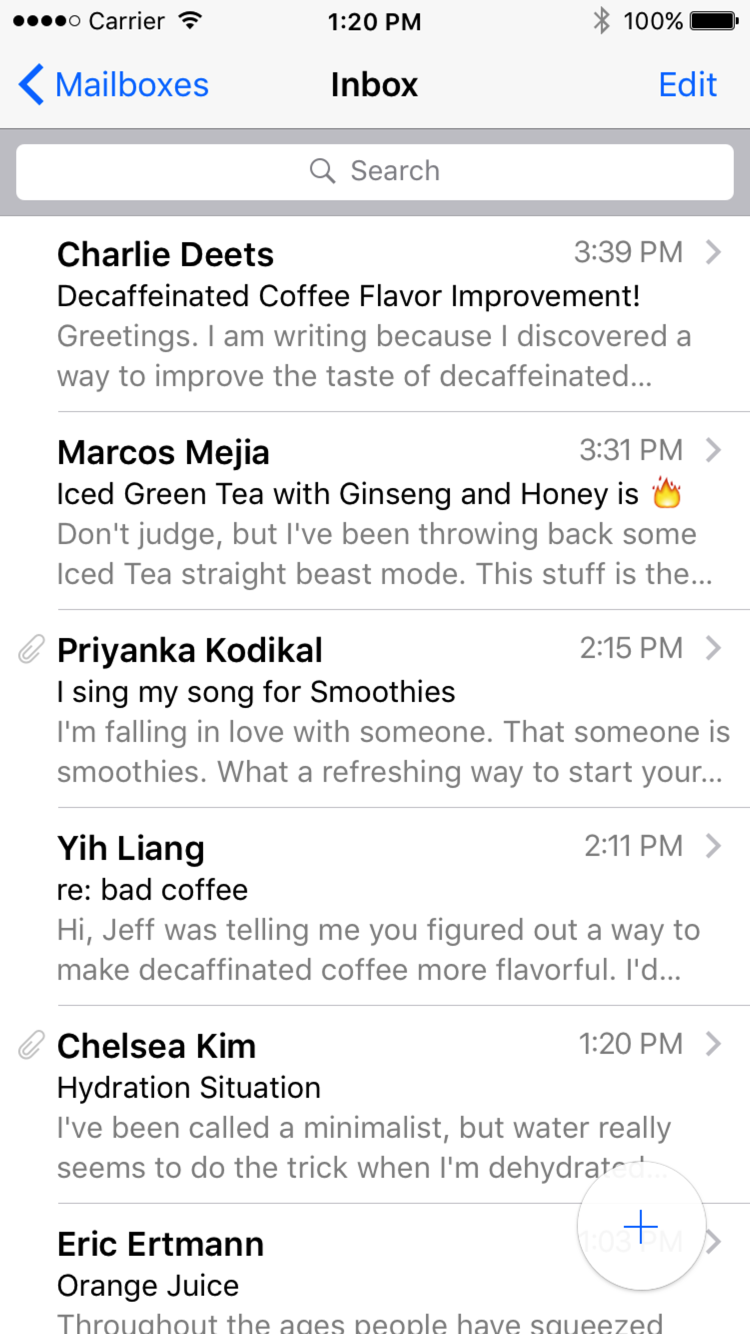 Carrier 1:20 PM 100%
Mailboxes Inbox Edit
Search
Charlie Deets 3:39 PM
Decaffeinated Coffee Flavor Improvement!
Greetings. I am writing because I discovered a
way to improve the taste of decaffeinated...
Marcos Mejia 3:31 PM
Iced Green Tea with Ginseng and Honey is 🔥
Don't judge, but I've been throwing back some
Iced Tea straight beast mode. This stuff is the...
Priyanka Kodikal 2:15 PM
I sing my song for Smoothies
I'm falling in love with someone. That someone is
smoothies. What a refreshing way to start your...
Yih Liang 2:11 PM
re: bad coffee
Hi, Jeff was telling me you figured out a way to
make decaffinated coffee more flavorful. I'd...
Chelsea Kim 1:20 PM
Hydration Situation
I've been called a minimalist, but water really
seems to do the trick when I'm dehydrated...
Eric Ertmann 1:03 PM
Orange Juice
Throughout the ages people have squeezed